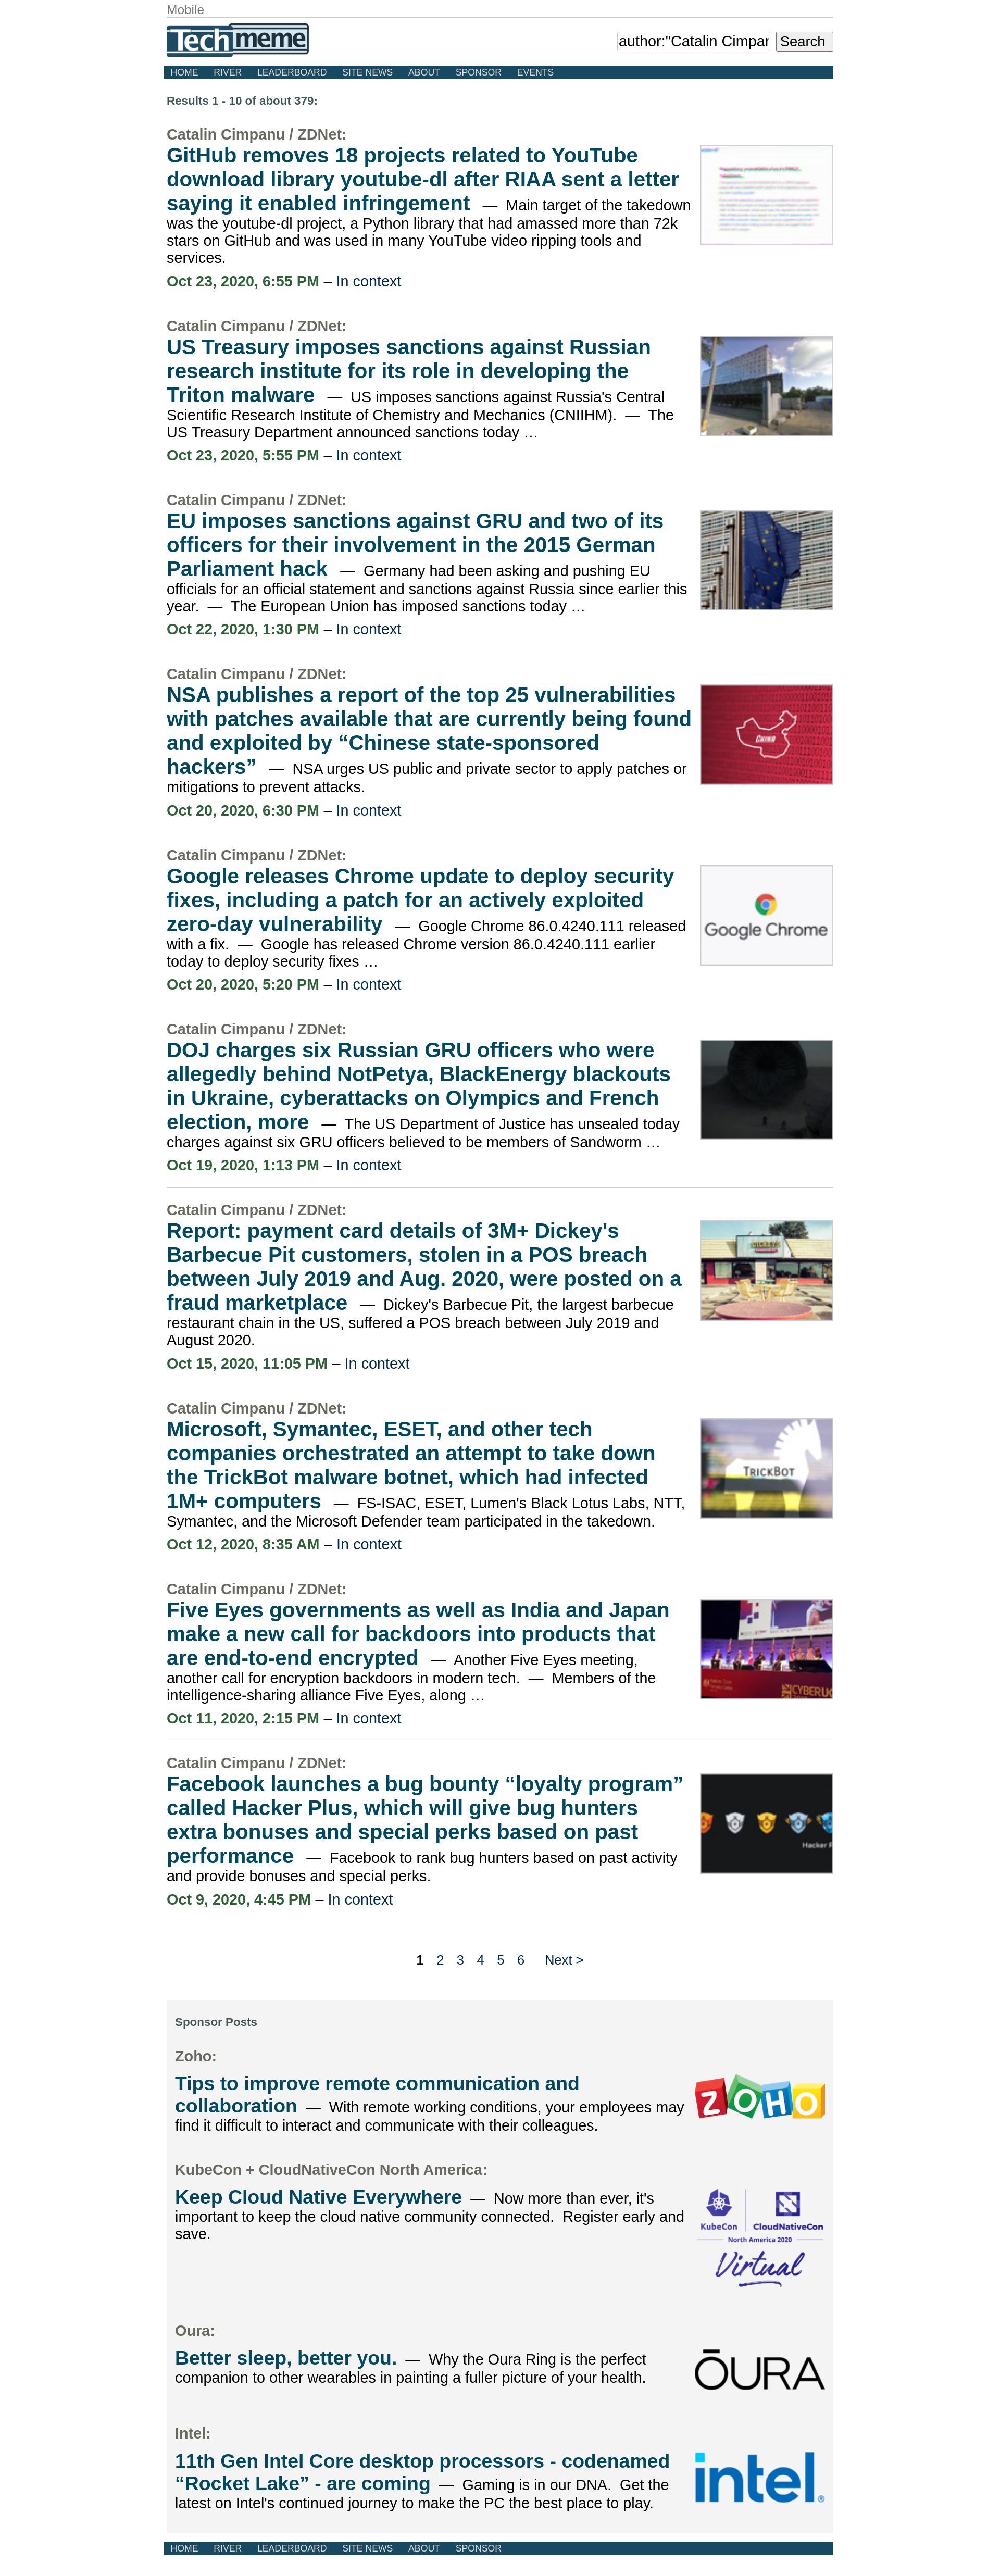 Mobile
Techmeme
author:"Catalin Cimpar
Search
HOME RIVER LEADERBOARD SITE NEWS ABOUT SPONSOR EVENTS
Results 1 - 10 of about 379:
Catalin Cimpanu / ZDNet:
GitHub removes 18 projects related to YouTube
download library youtube-dl after RIAA sent a letter
saying it enabled infringement — Main target of the takedown
was the youtube-dl project, a Python library that had amassed more than 72k
stars on GitHub and was used in many YouTube video ripping tools and
services.
Oct 23, 2020, 6:55 PM – In context
Catalin Cimpanu / ZDNet:
US Treasury imposes sanctions against Russian
research institute for its role in developing the
Triton malware — US imposes sanctions against Russia's Central
Scientific Research Institute of Chemistry and Mechanics (CNIIHM). — The
US Treasury Department announced sanctions today …
Oct 23, 2020, 5:55 PM – In context
Catalin Cimpanu / ZDNet:
EU imposes sanctions against GRU and two of its
officers for their involvement in the 2015 German
Parliament hack — Germany had been asking and pushing EU
officials for an official statement and sanctions against Russia since earlier this
year. — The European Union has imposed sanctions today …
Oct 22, 2020, 1:30 PM – In context
Catalin Cimpanu / ZDNet:
NSA publishes a report of the top 25 vulnerabilities
with patches available that are currently being found
and exploited by “Chinese state-sponsored
hackers” — NSA urges US public and private sector to apply patches or
mitigations to prevent attacks.
Oct 20, 2020, 6:30 PM – In context
CHINA
Catalin Cimpanu / ZDNet:
Google releases Chrome update to deploy security
fixes, including a patch for an actively exploited
zero-day vulnerability — Google Chrome 86.0.4240.111 released
with a fix. — Google has released Chrome version 86.0.4240.111 earlier
today to deploy security fixes …
Oct 20, 2020, 5:20 PM – In context
Google Chrome
Catalin Cimpanu / ZDNet:
DOJ charges six Russian GRU officers who were
allegedly behind NotPetya, BlackEnergy blackouts
in Ukraine, cyberattacks on Olympics and French
election, more — The US Department of Justice has unsealed today
charges against six GRU officers believed to be members of Sandworm …
Oct 19, 2020, 1:13 PM – In context
Catalin Cimpanu / ZDNet:
Report: payment card details of 3M+ Dickey's
Barbecue Pit customers, stolen in a POS breach
between July 2019 and Aug. 2020, were posted on a
fraud marketplace — Dickey's Barbecue Pit, the largest barbecue
restaurant chain in the US, suffered a POS breach between July 2019 and
August 2020.
Oct 15, 2020, 11:05 PM – In context
DICKEYS
Catalin Cimpanu / ZDNet:
Microsoft, Symantec, ESET, and other tech
companies orchestrated an attempt to take down
the TrickBot malware botnet, which had infected
1M+ computers — FS-ISAC, ESET, Lumen's Black Lotus Labs, NTT,
Symantec, and the Microsoft Defender team participated in the takedown.
Oct 12, 2020, 8:35 AM – In context
TRICKBOT
Catalin Cimpanu / ZDNet:
Five Eyes governments as well as India and Japan
make a new call for backdoors into products that
are end-to-end encrypted — Another Five Eyes meeting,
another call for encryption backdoors in modern tech. — Members of the
intelligence-sharing alliance Five Eyes, along …
Oct 11, 2020, 2:15 PM – In context
CYBERUK
Catalin Cimpanu / ZDNet:
Facebook launches a bug bounty “loyalty program”
called Hacker Plus, which will give bug hunters
extra bonuses and special perks based on past
performance — Facebook to rank bug hunters based on past activity
and provide bonuses and special perks.
Oct 9, 2020, 4:45 PM – In context
Hacker P
1 2 3 4 5 6 Next >
Sponsor Posts
Zoho:
Tips to improve remote communication and
collaboration — With remote working conditions, your employees may
find it difficult to interact and communicate with their colleagues.
ZOHO
KubeCon + CloudNativeCon North America:
Keep Cloud Native Everywhere — Now more than ever, it's
important to keep the cloud native community connected. Register early and
save.
KubeCon CloudNativeCon
North America 2020
Virtual
Oura:
Better sleep, better you. — Why the Oura Ring is the perfect
companion to other wearables in painting a fuller picture of your health.
ŌURA
Intel:
11th Gen Intel Core desktop processors - codenamed
“Rocket Lake” - are coming — Gaming is in our DNA. Get the
latest on Intel's continued journey to make the PC the best place to play.
intel®
HOME RIVER LEADERBOARD SITE NEWS ABOUT SPONSOR